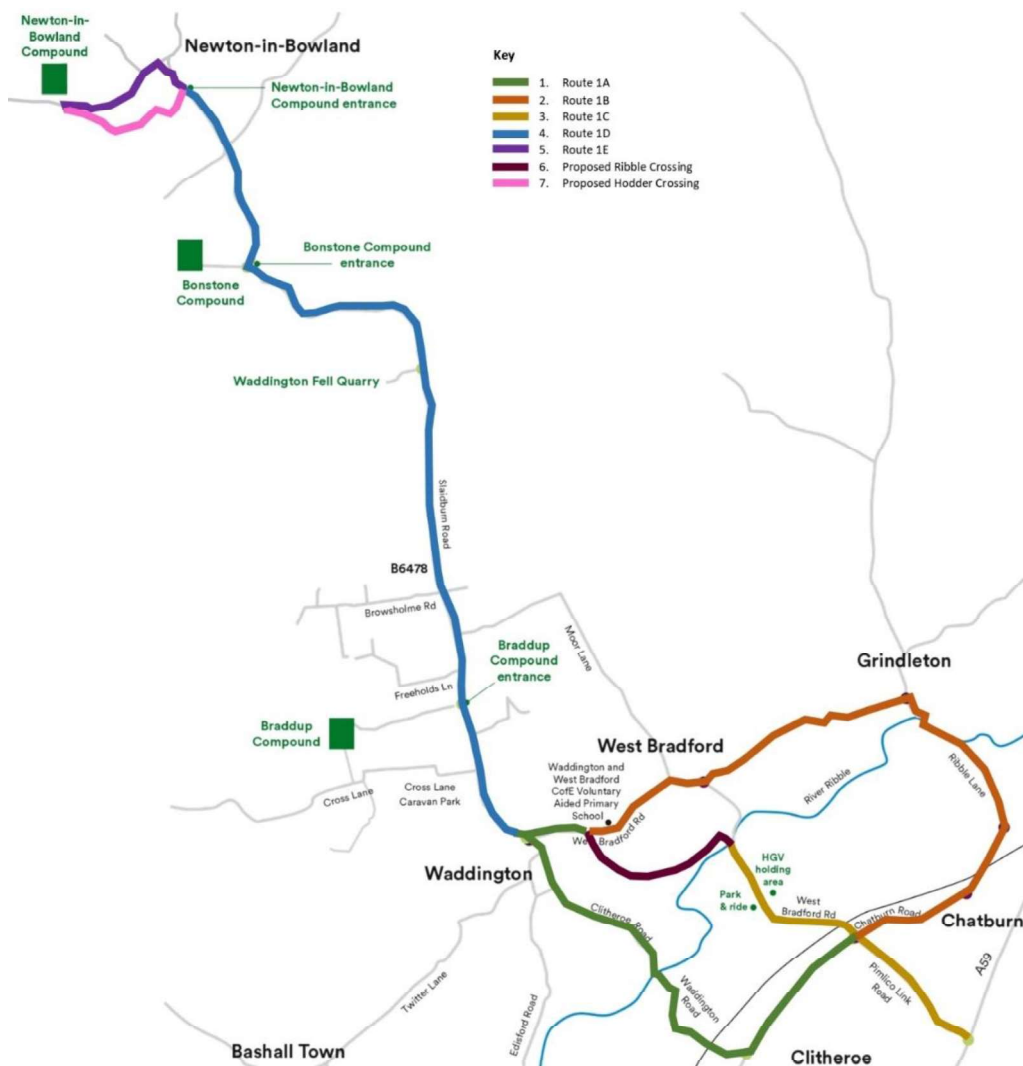 Newton-in-
Bowland
Compound
Newton-in-Bowland
Newton-in-Bowland
Compound entrance
Key
1. Route 1A
2. Route 1B
3. Route 1C
4. Route 1D
5. Route 1E
6. Proposed Ribble Crossing
7. Proposed Hodder Crossing
Bonstone Compound
entrance
Bonstone
Compound
Waddington Fell Quarry
Slaidburn Road
B6478
Browsholme Rd
Moor Lane
Braddup
Compound
entrance
Freeholds Ln
Braddup
Compound
Cross Lane
Cross Lane
Caravan Park
Grindleton
West Bradford
Waddington and
West Bradford
CofE Voluntary
Aided Primary
School
West Bradford Rd
River Ribble
Ribble Lane
Waddington
HGV
holding
area
Park
& ride
West
Bradford Rd
Chatburn Road
Chatburn
Clitheroe Road
Pimlico Link
Road
A59
Twitter Lane
Edisford Road
Waddington
Road
Bashall Town
Clitheroe